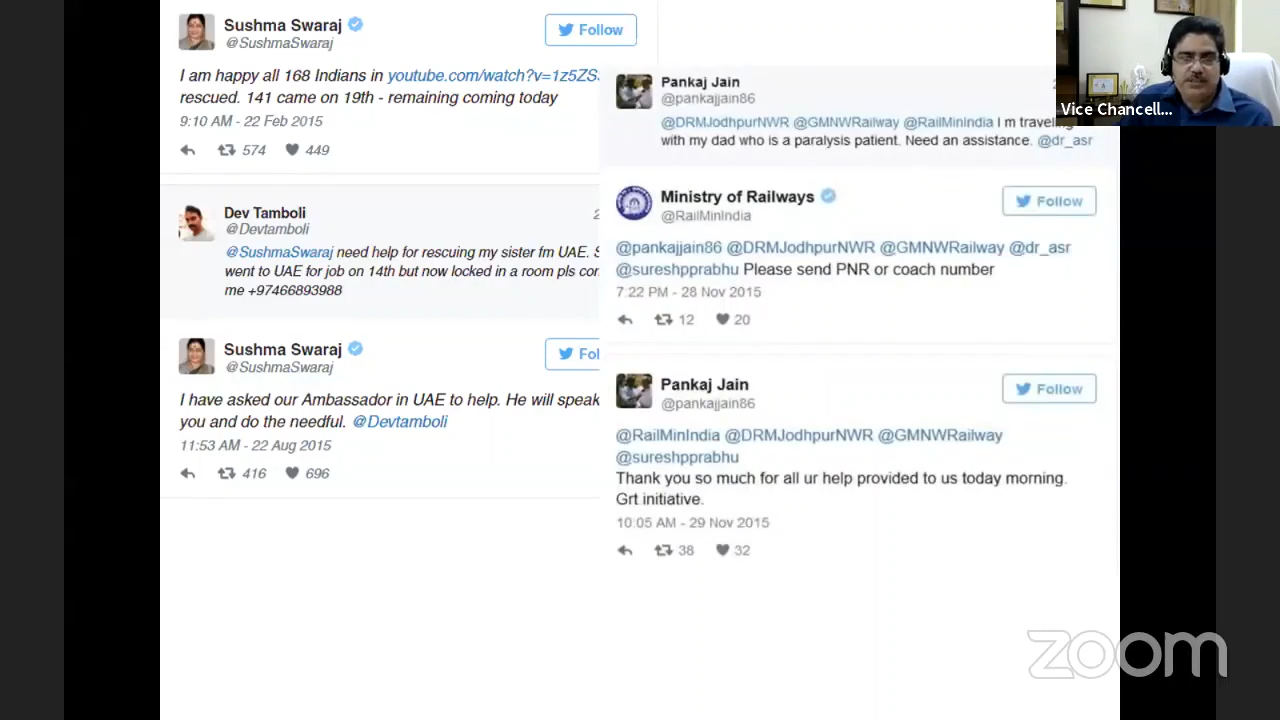 Sushma Swaraj
@SushmaSwaraj
Follow
I am happy all 168 Indians in youtube.com/watch?v=1z5ZS
rescued. 141 came on 19th - remaining coming today
9:10 AM - 22 Feb 2015
574 449
Dev Tamboli
@Devtamboli
@SushmaSwaraj need help for rescuing my sister fm UAE. S
went to UAE for job on 14th but now locked in a room pls con
me +97466893988
Sushma Swaraj
@SushmaSwaraj
Fol
I have asked our Ambassador in UAE to help. He will speak
you and do the needful. @Devtamboli
11:53 AM - 22 Aug 2015
416 696
Pankaj Jain
@pankajjain86
@DRMJodhpurNWR @GMNWRailway @RailMinIndia I m traveling
with my dad who is a paralysis patient. Need an assistance. @dr_asr
Ministry of Railways
@RailMinIndia
Follow
@pankajjain86 @DRMJodhpurNWR @GMNWRailway @dr_asr
@sureshpprabhu Please send PNR or coach number
7:22 PM - 28 Nov 2015
12 20
Pankaj Jain
@pankajjain86
Follow
@RailMinIndia @DRMJodhpurNWR @GMNWRailway
@sureshpprabhu
Thank you so much for all ur help provided to us today morning.
Grt initiative.
10:05 AM - 29 Nov 2015
38 32
Vice Chancell...
zoom